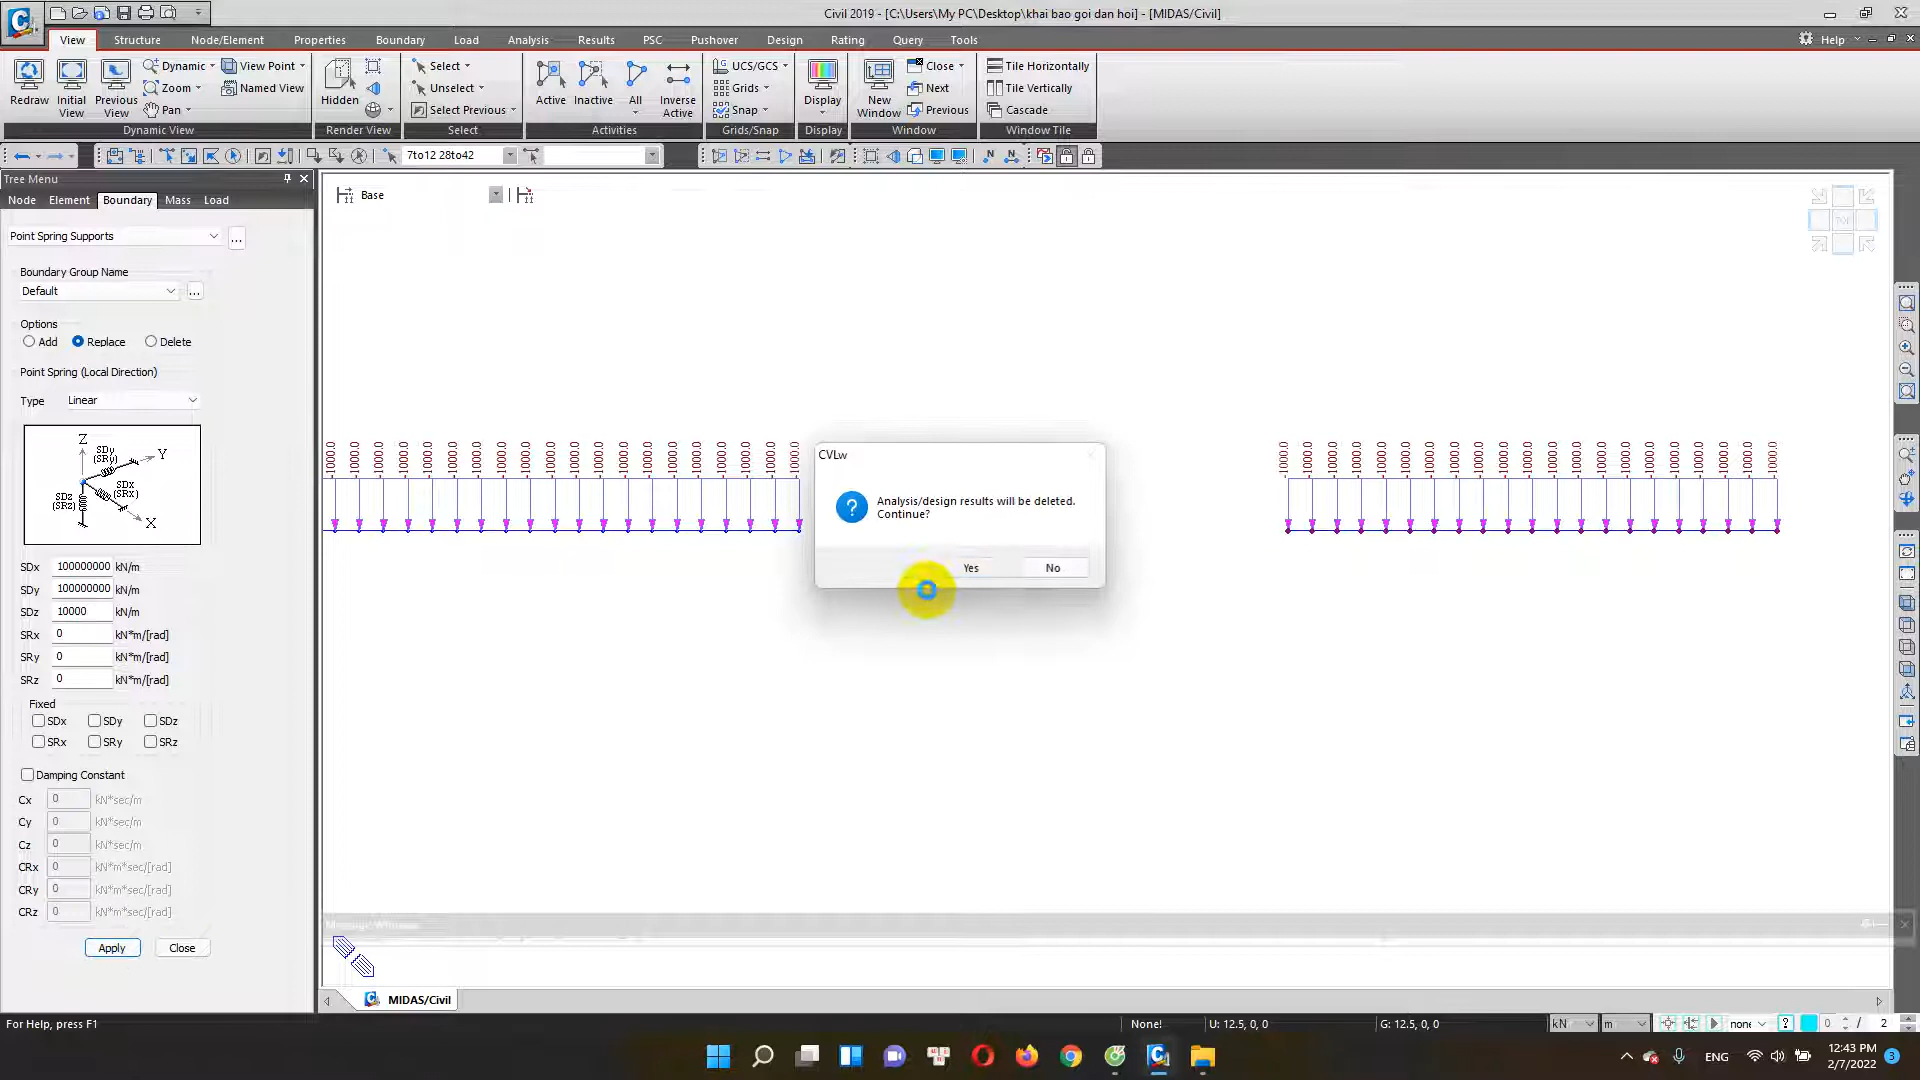 Civil 2019 - [C:\Users\My PC\Desktop\khai bao goi dan hoi] - [MIDAS/Civil]
View Structure Node/Element Properties Boundary Load Analysis Results PSC Pushover Design Rating Query Tools Help
Redraw Initial View Previous View Dynamic Zoom Pan View Point Named View
Hidden
Select Unselect Select Previous
Active Inactive All Inverse Active
UCS/GCS Grids Snap
Display
New Window Close Next Previous
Tile Horizontally Tile Vertically Cascade
Dynamic View Render View Select Activities Grids/Snap Display Window Window Tile
7to12 28to42
Tree Menu
Node Element Boundary Mass Load
Base
Point Spring Supports
...
Boundary Group Name
Default
...
Options
Add Replace Delete
Point Spring (Local Direction)
Type Linear
Z
SDy
(SRy)
Y
SDx
(SRx)
SDz
(SRz)
X
SDx 100000000 kN/m
SDy 100000000 kN/m
SDz 10000 kN/m
SRx 0 kN*m/[rad]
SRy 0 kN*m/[rad]
SRz 0 kN*m/[rad]
Fixed
SDx SDy SDz
SRx SRy SRz
Damping Constant
Cx 0 kN*sec/m
Cy 0 kN*sec/m
Cz 0 kN*sec/m
CRx 0 kN*m*sec/[rad]
CRy 0 kN*m*sec/[rad]
CRz 0 kN*m*sec/[rad]
Apply Close
CVLw
Analysis/design results will be deleted.
Continue?
Yes No
MIDAS/Civil
For Help, press F1
None! U: 12.5, 0, 0 G: 12.5, 0, 0 kN m none ? 0 / 2
ENG 12:43 PM
2/7/2022 3